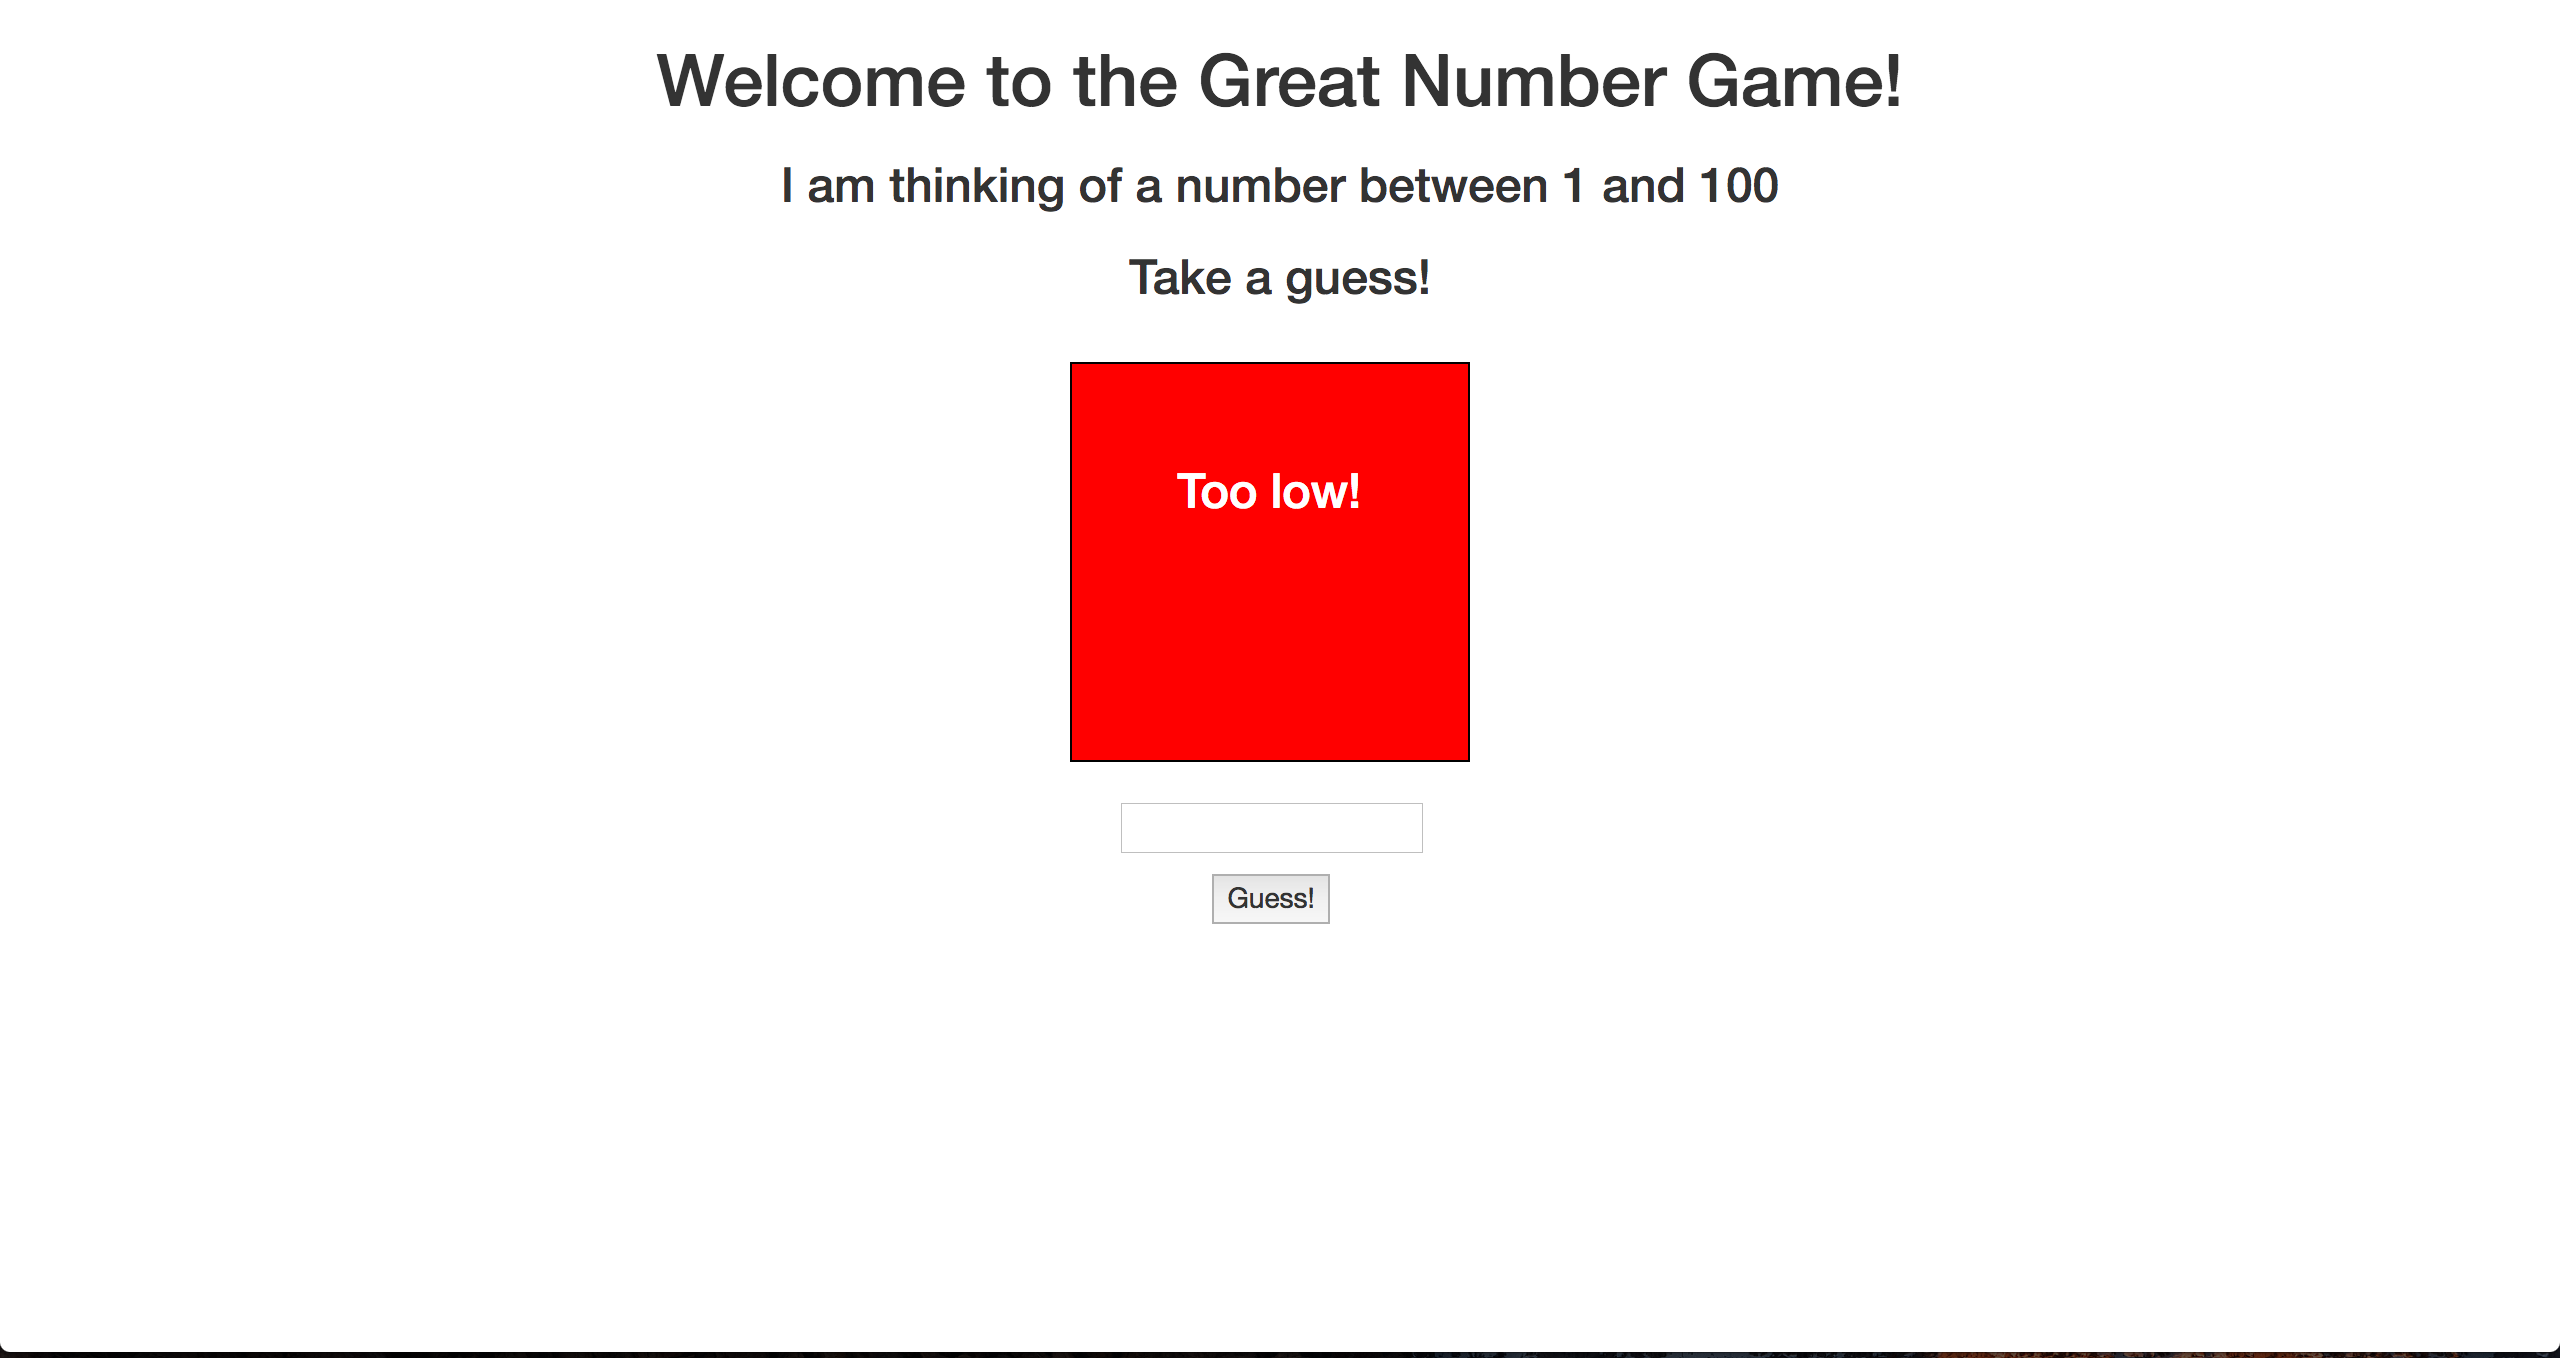 Welcome to the Great Number Game!
I am thinking of a number between 1 and 100
Take a guess!
Too low!
Guess!